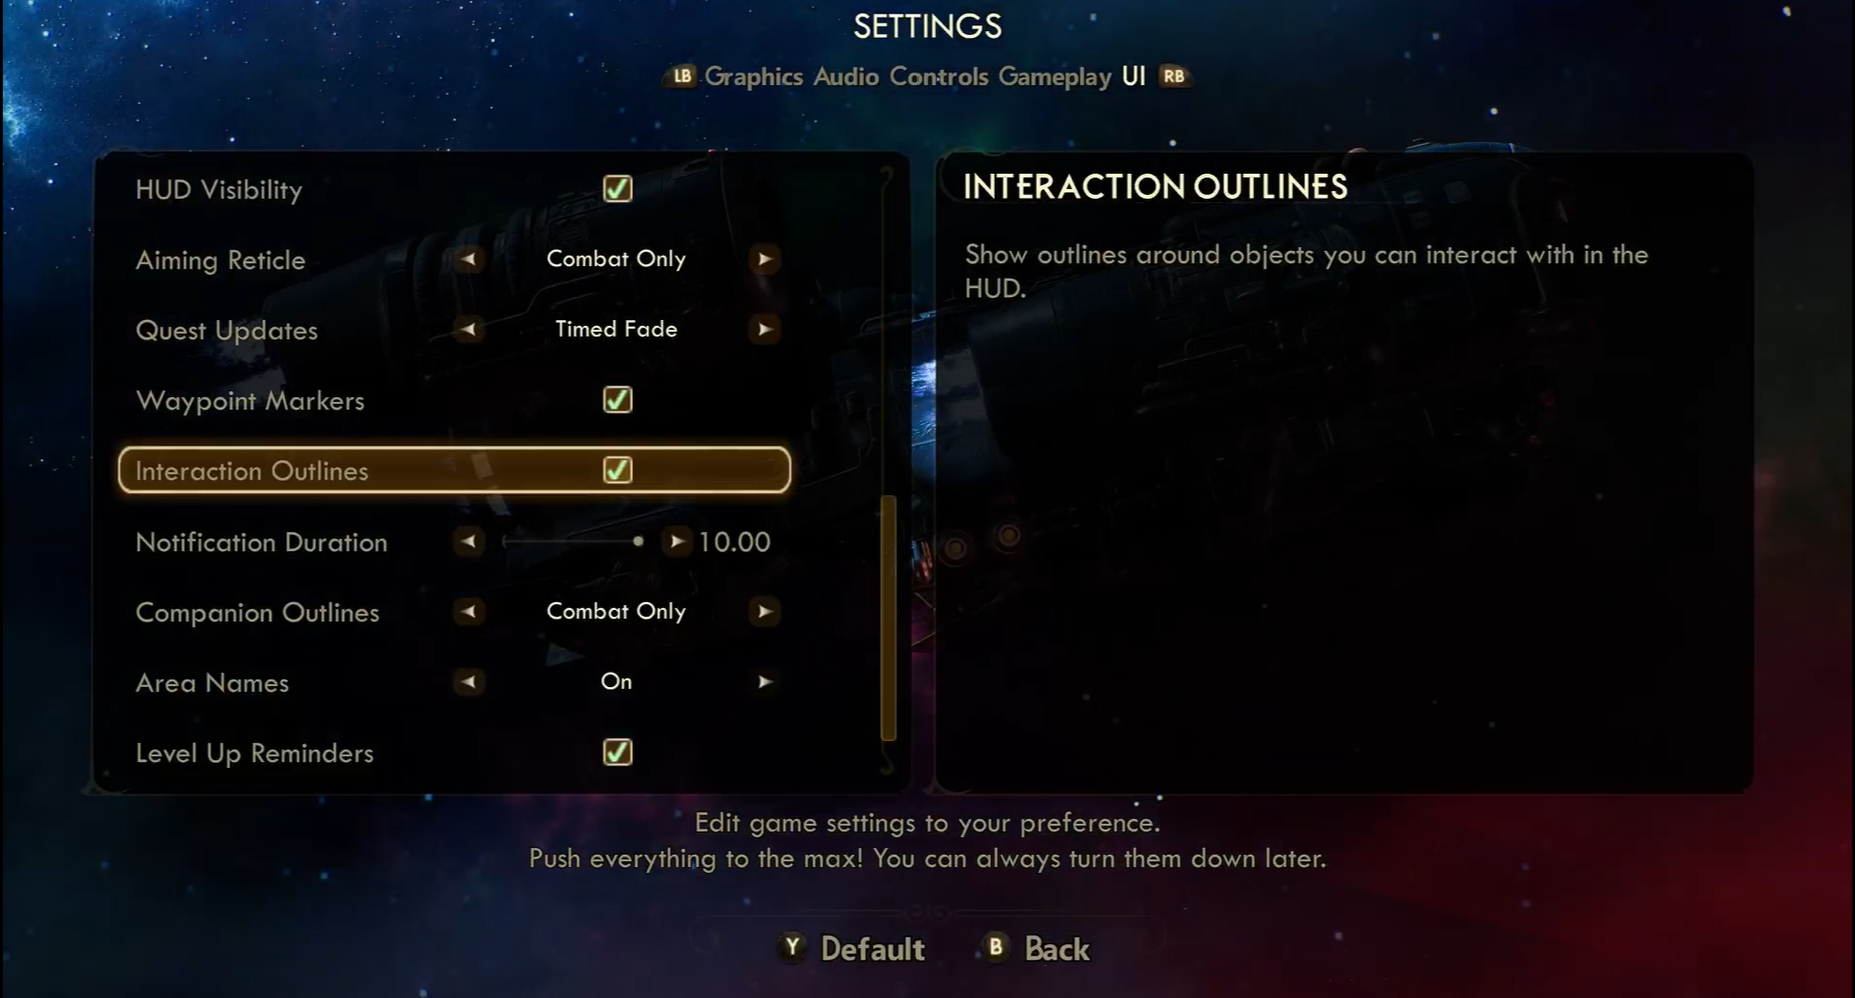 SETTINGS
LB Graphics Audio Controls Gameplay UI RB
HUD Visibility
Aiming Reticle Combat Only
Quest Updates Timed Fade
Waypoint Markers
Interaction Outlines
Notification Duration 10.00
Companion Outlines Combat Only
Area Names On
Level Up Reminders
INTERACTION OUTLINES
Show outlines around objects you can interact with in the
HUD.
Edit game settings to your preference.
Push everything to the max! You can always turn them down later.
Y Default B Back